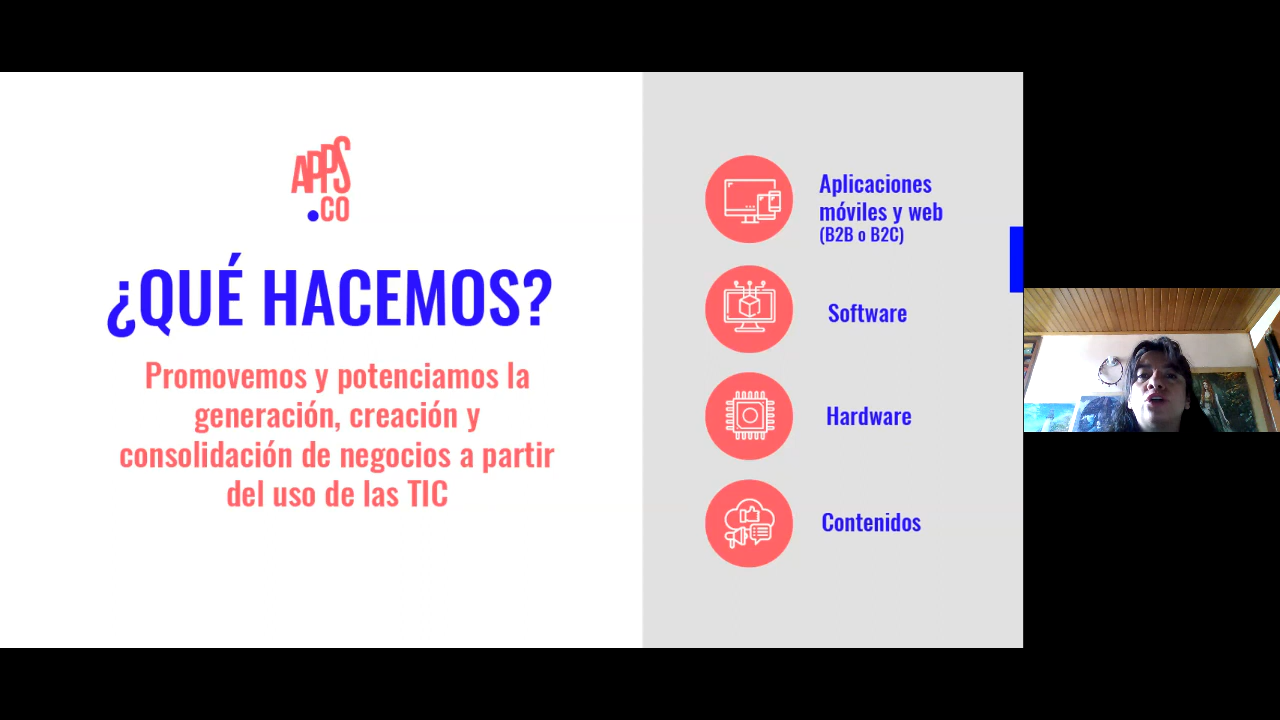 APPS
.CO
¿QUÉ HACEMOS?
Promovemos y potenciamos la
generación, creación y
consolidación de negocios a partir
del uso de las TIC
Aplicaciones
móviles y web
(B2B o B2C)
Software
Hardware
Contenidos